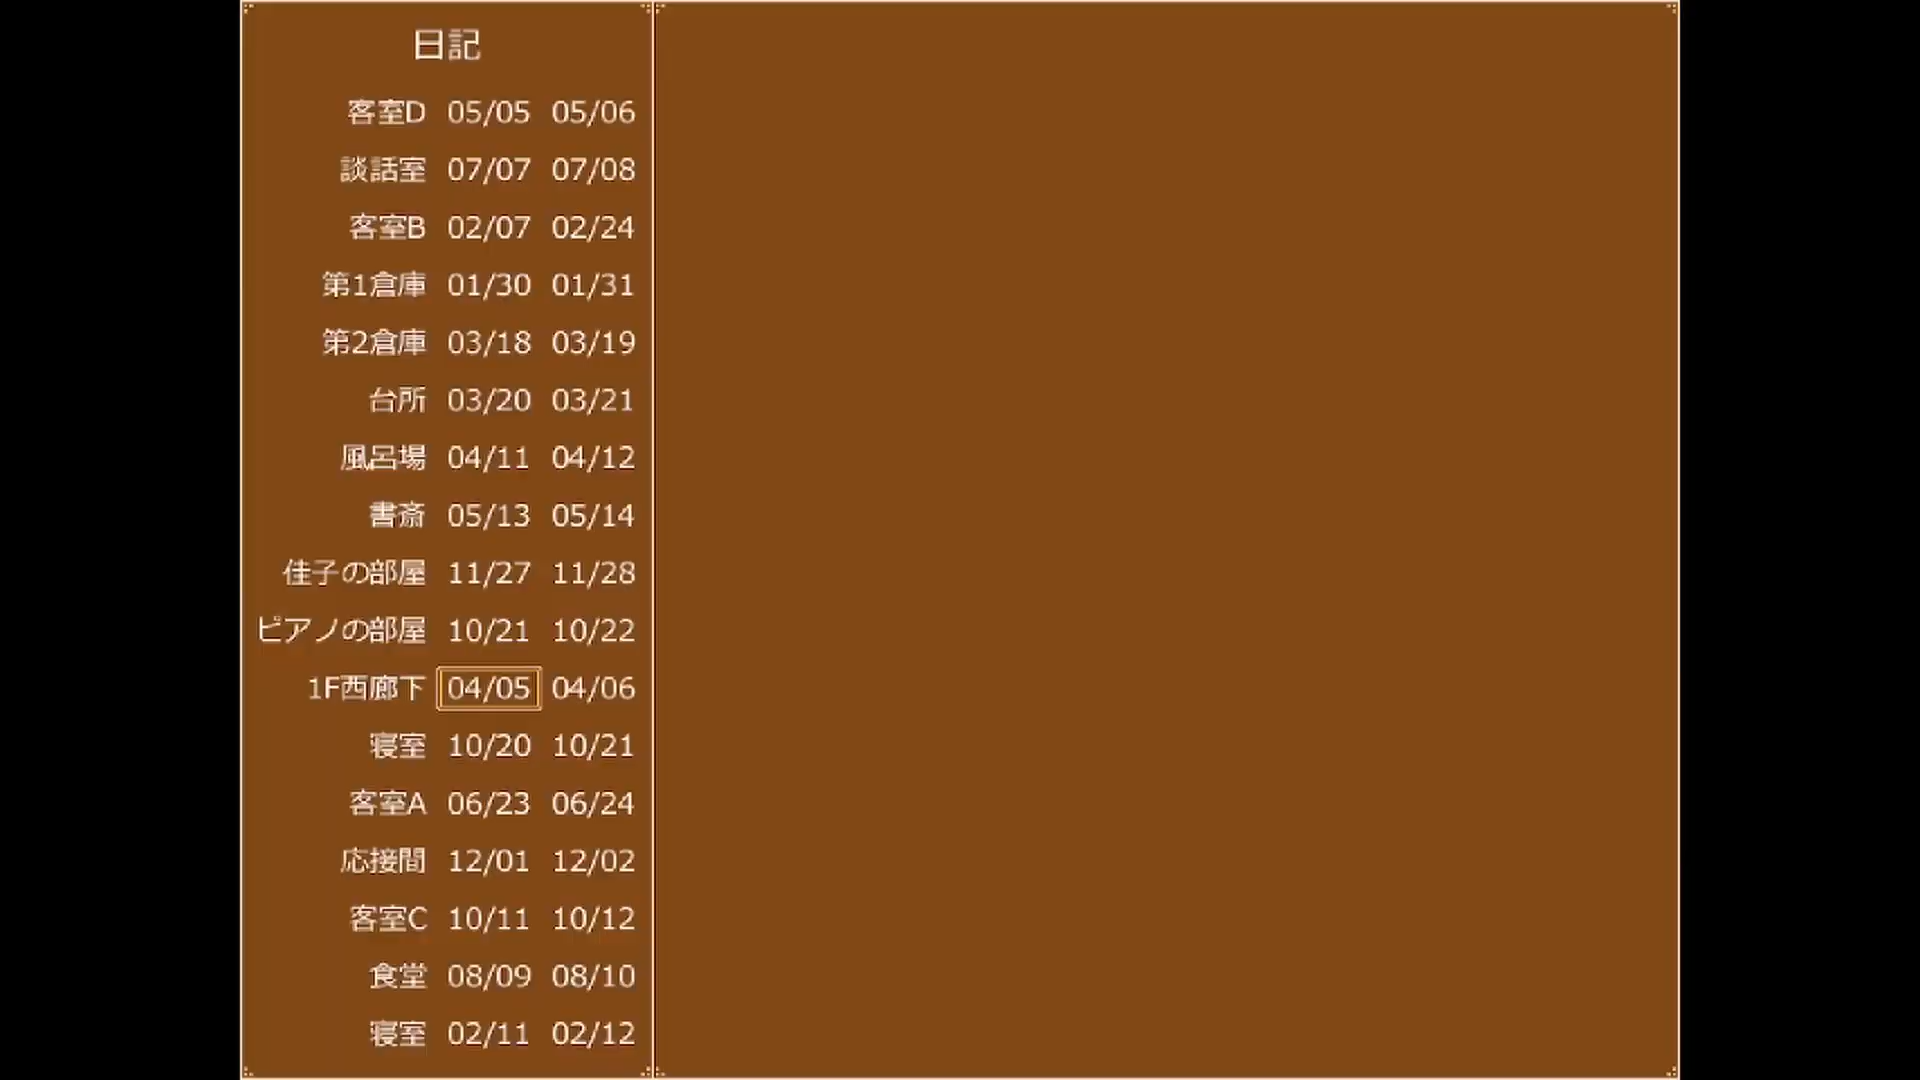 日記
客室D 05/05 05/06
談話室 07/07 07/08
客室B 02/07 02/24
第1倉庫 01/30 01/31
第2倉庫 03/18 03/19
台所 03/20 03/21
風呂場 04/11 04/12
書斎 05/13 05/14
佳子の部屋 11/27 11/28
ピアノの部屋 10/21 10/22
1F西廊下 04/05 04/06
寝室 10/20 10/21
客室A 06/23 06/24
応接間 12/01 12/02
客室C 10/11 10/12
食堂 08/09 08/10
寝室 02/11 02/12